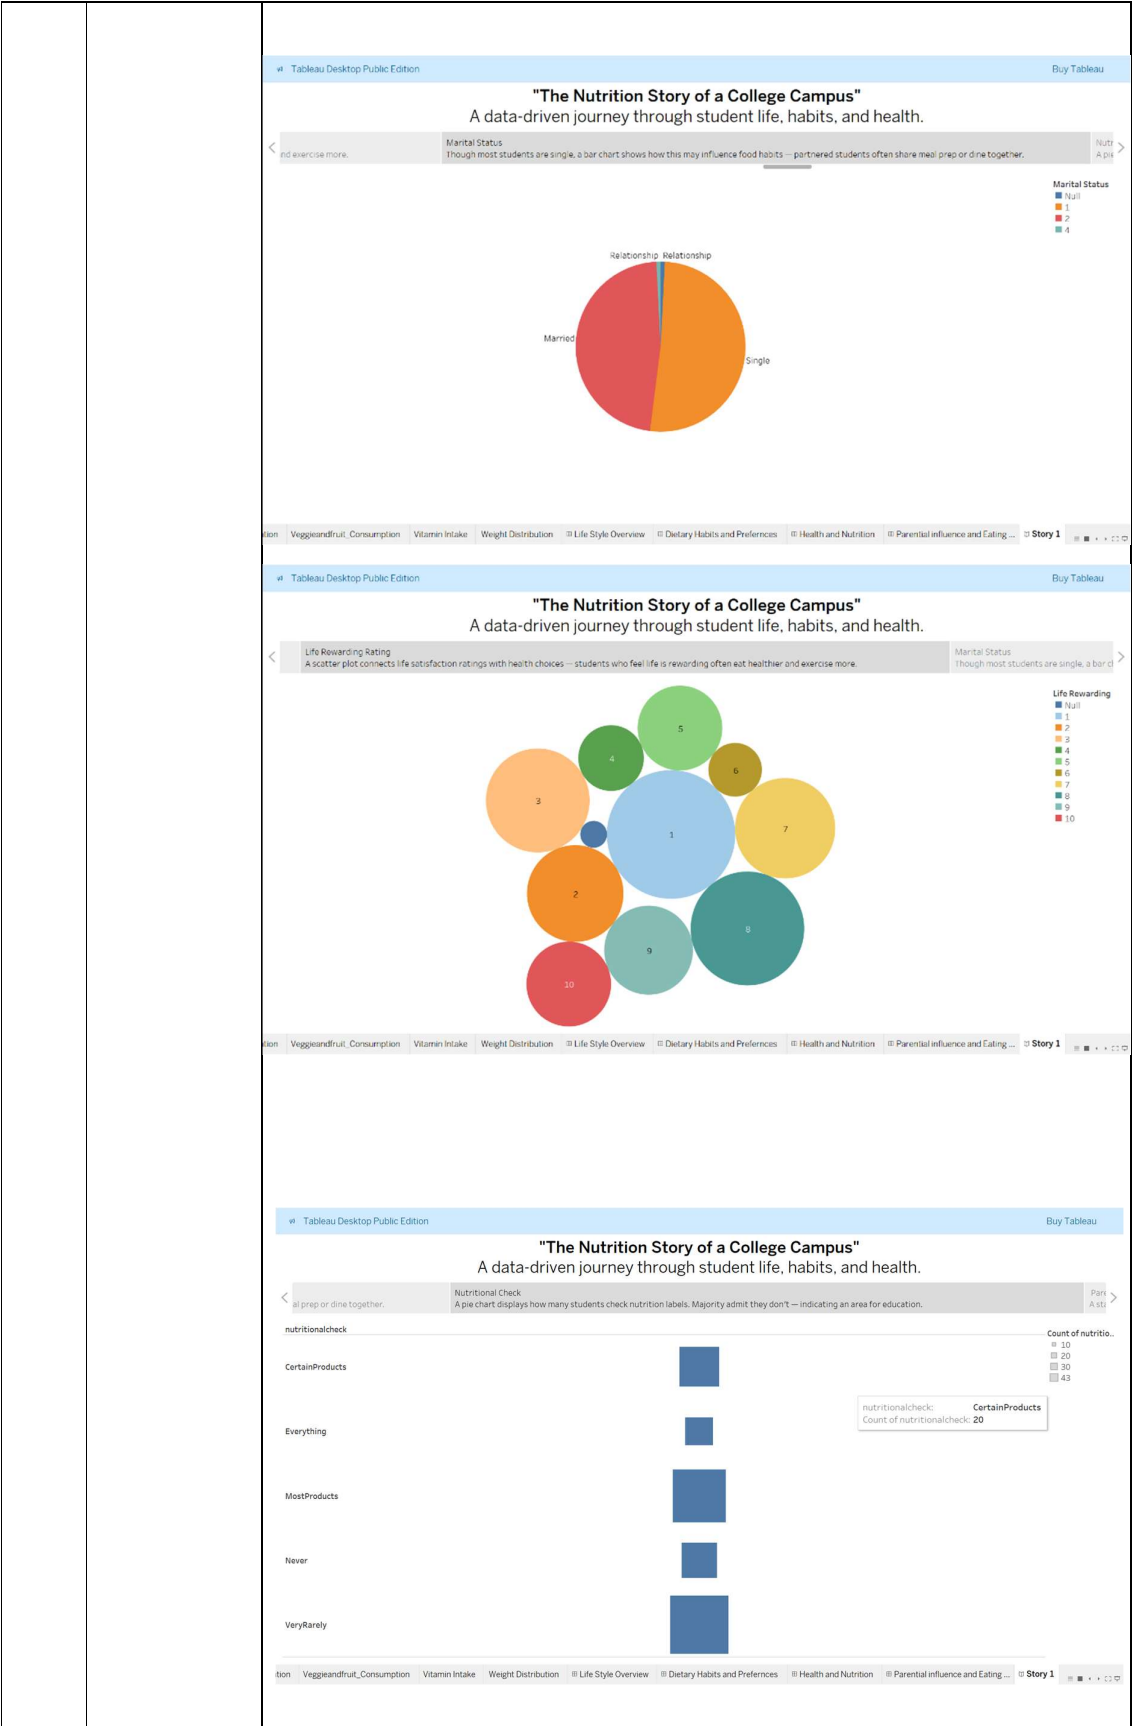 Tableau Desktop Public Edition
Buy Tableau
"The Nutrition Story of a College Campus"
A data-driven journey through student life, habits, and health.
nd exercise more.
Marital Status
Though most students are single, a bar chart shows how this may influence food habits — partnered students often share meal prep or dine together.
Nutr
A pie
Marital Status
Null
1
2
4
Relationship Relationship
Married
Single
tion Veggieandfruit_Consumption Vitamin Intake Weight Distribution Life Style Overview Dietary Habits and Prefernces Health and Nutrition Parential influence and Eating ... Story 1
Tableau Desktop Public Edition
Buy Tableau
"The Nutrition Story of a College Campus"
A data-driven journey through student life, habits, and health.
Life Rewarding Rating
A scatter plot connects life satisfaction ratings with health choices — students who feel life is rewarding often eat healthier and exercise more.
Marital Status
Though most students are single, a bar cl
Life Rewarding
Null
1
2
3
4
5
6
7
8
9
10
5
4
6
3
7
1
2
8
9
10
tion Veggieandfruit_Consumption Vitamin Intake Weight Distribution Life Style Overview Dietary Habits and Prefernces Health and Nutrition Parential influence and Eating ... Story 1
Tableau Desktop Public Edition
Buy Tableau
"The Nutrition Story of a College Campus"
A data-driven journey through student life, habits, and health.
al prep or dine together.
Nutritional Check
A pie chart displays how many students check nutrition labels. Majority admit they don't — indicating an area for education.
Pare
A sta
nutritionalcheck
Count of nutritio..
10
20
30
43
CertainProducts
nutritionalcheck: CertainProducts
Count of nutritionalcheck: 20
Everything
MostProducts
Never
VeryRarely
tion Veggieandfruit_Consumption Vitamin Intake Weight Distribution Life Style Overview Dietary Habits and Prefernces Health and Nutrition Parential influence and Eating ... Story 1